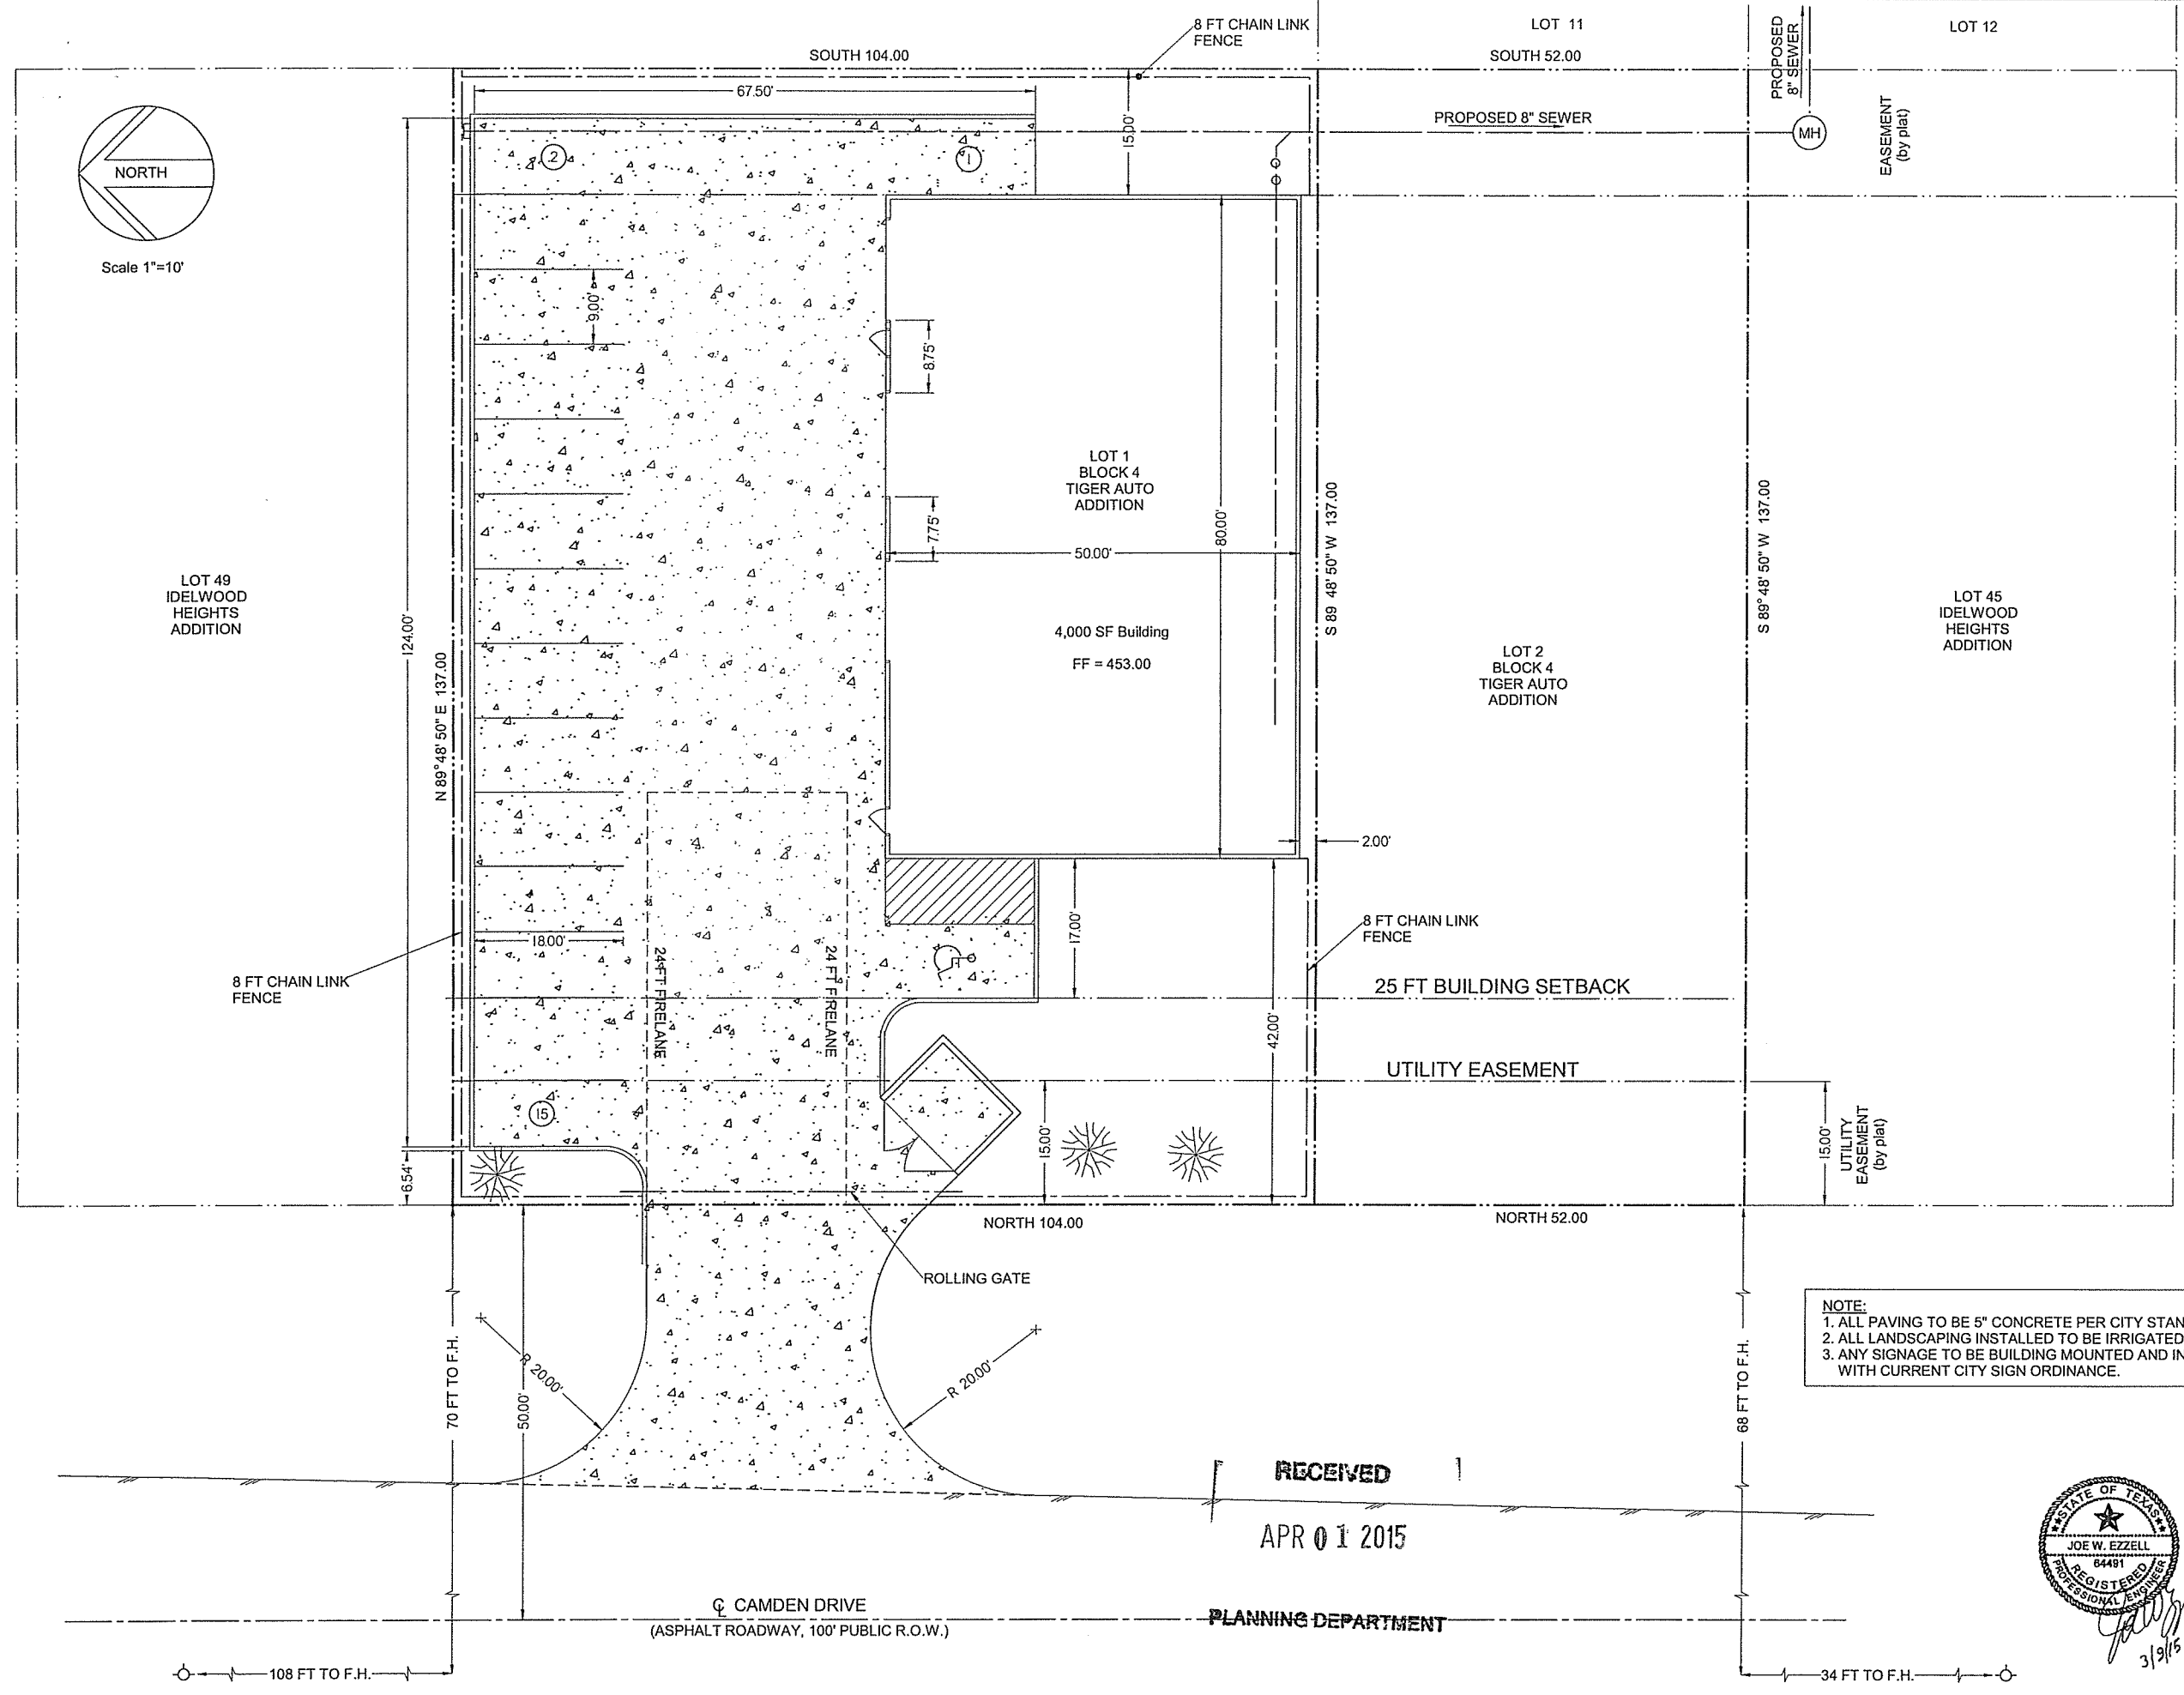 8 FT CHAIN LINK
FENCE
LOT 11
LOT 12
SOUTH 104.00
SOUTH 52.00
PROPOSED
8" SEWER
67.50'
15.00'
PROPOSED 8" SEWER
MH
EASEMENT
(by plat)
NORTH
Scale 1"=10'
2
1
9.00'
8.75'
7.75'
LOT 1
BLOCK 4
TIGER AUTO
ADDITION
50.00'
80.00'
4,000 SF Building
FF = 453.00
S 89 48' 50" W 137.00
S 89° 48' 50" W 137.00
LOT 49
IDELWOOD
HEIGHTS
ADDITION
124.00'
N 89° 48' 50" E 137.00
LOT 2
BLOCK 4
TIGER AUTO
ADDITION
LOT 45
IDELWOOD
HEIGHTS
ADDITION
2.00'
8 FT CHAIN LINK
FENCE
18.00'
24 FT FIRELANE
24 FT FIRELANE
17.00'
8 FT CHAIN LINK
FENCE
25 FT BUILDING SETBACK
42.00'
UTILITY EASEMENT
15
15.00'
15.00'
UTILITY
EASEMENT
(by plat)
6.54'
NORTH 104.00
NORTH 52.00
ROLLING GATE
R 20.00'
R 20.00'
70 FT TO F.H.
50.00'
68 FT TO F.H.
NOTE:
1. ALL PAVING TO BE 5" CONCRETE PER CITY STAN
2. ALL LANDSCAPING INSTALLED TO BE IRRIGATED
3. ANY SIGNAGE TO BE BUILDING MOUNTED AND IN
WITH CURRENT CITY SIGN ORDINANCE.
RECEIVED
APR 01 2015
PLANNING DEPARTMENT
℄ CAMDEN DRIVE
(ASPHALT ROADWAY, 100' PUBLIC R.O.W.)
108 FT TO F.H.
34 FT TO F.H.
STATE OF TEXAS
JOE W. EZZELL
64491
REGISTERED
PROFESSIONAL ENGINEER
3/9/15